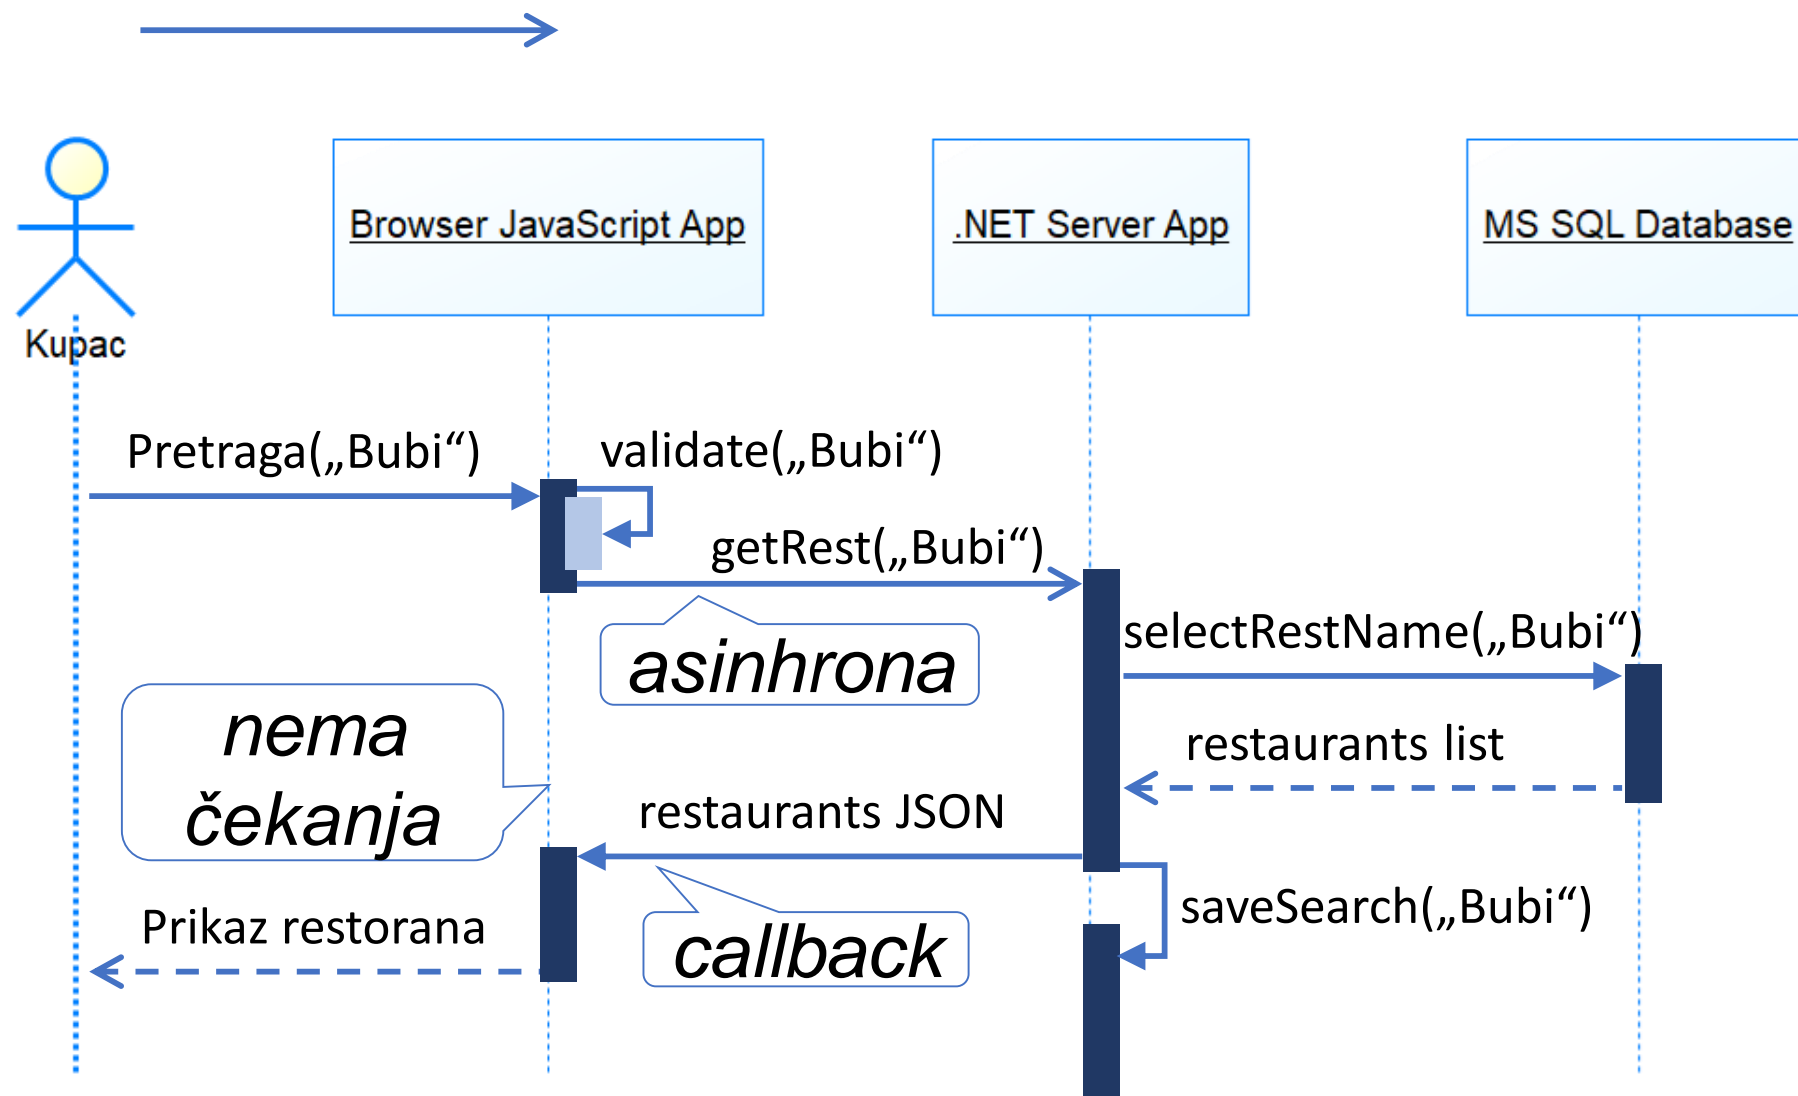 Browser JavaScript App
.NET Server App
MS SQL Database
Kupac
Pretraga(„Bubi“)
validate(„Bubi“)
getRest(„Bubi“)
asinhrona
selectRestName(„Bubi“)
nema
čekanja
restaurants list
restaurants JSON
callback
saveSearch(„Bubi“)
Prikaz restorana